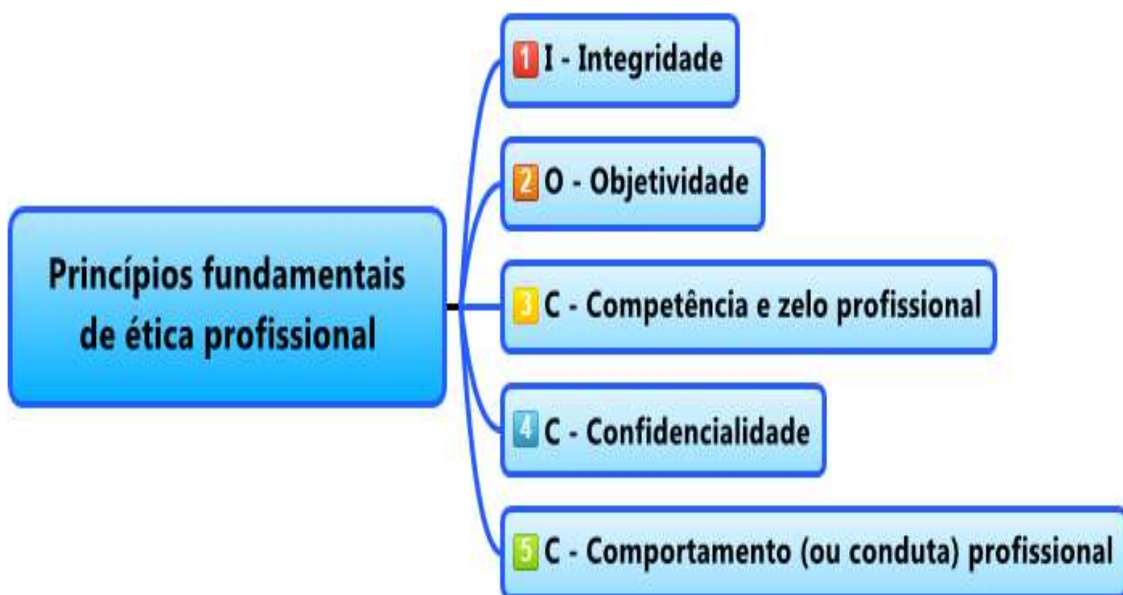 Princípios fundamentais
de ética profissional
1 I - Integridade
2 O - Objetividade
3 C - Competência e zelo profissional
4 C - Confidencialidade
5 C - Comportamento (ou conduta) profissional